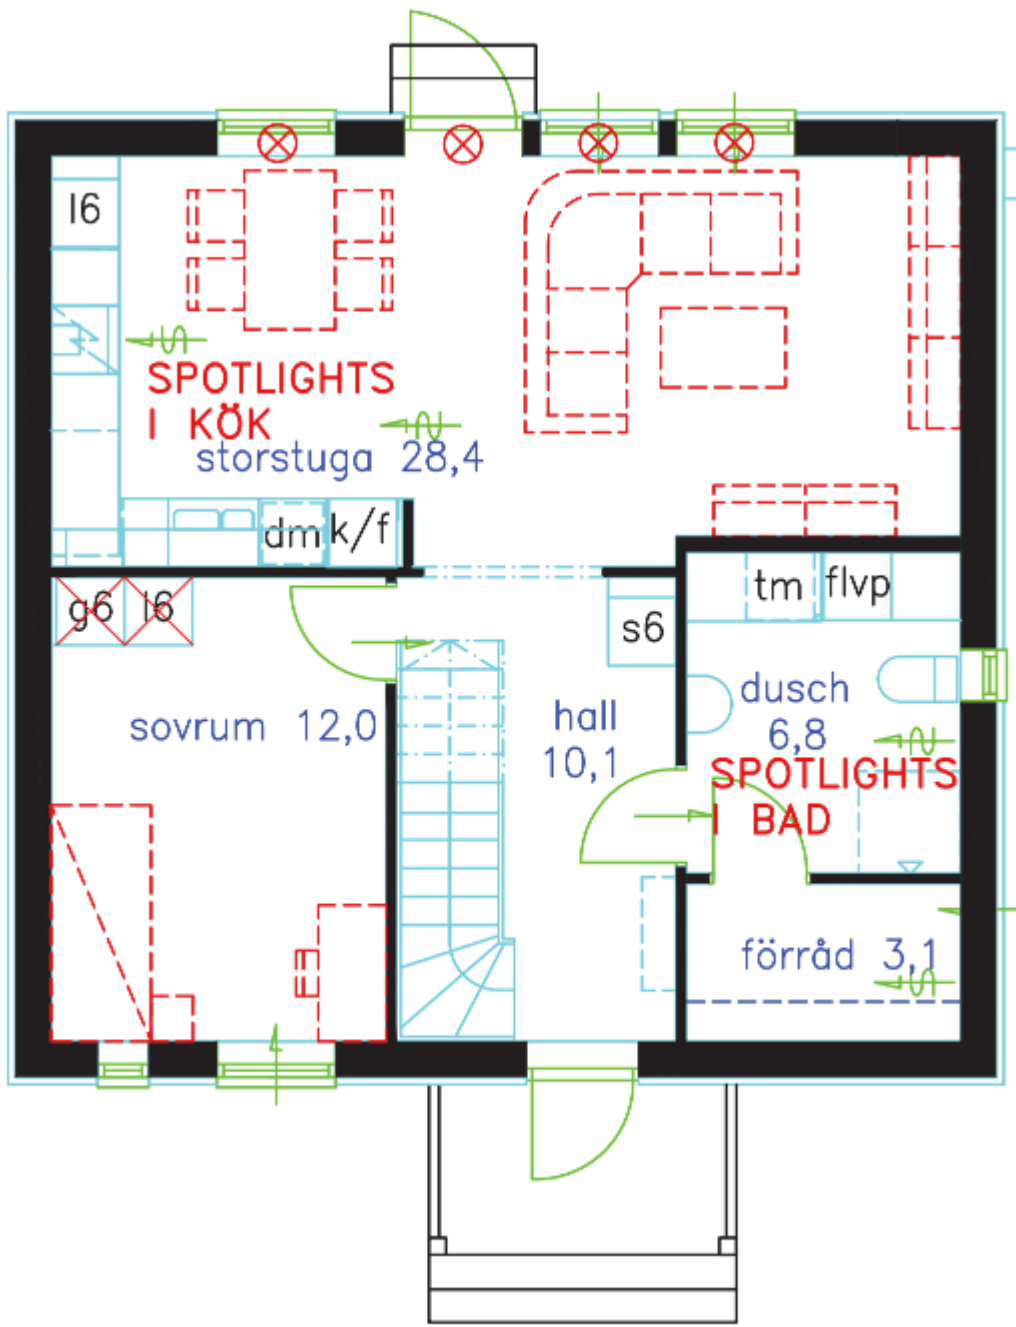 l6
SPOTLIGHTS
I KÖK
storstuga 28,4
dm k/f
g6 l6
s6
tm flvp
sovrum 12,0
hall
10,1
dusch
6,8
SPOTLIGHTS
I BAD
förråd 3,1